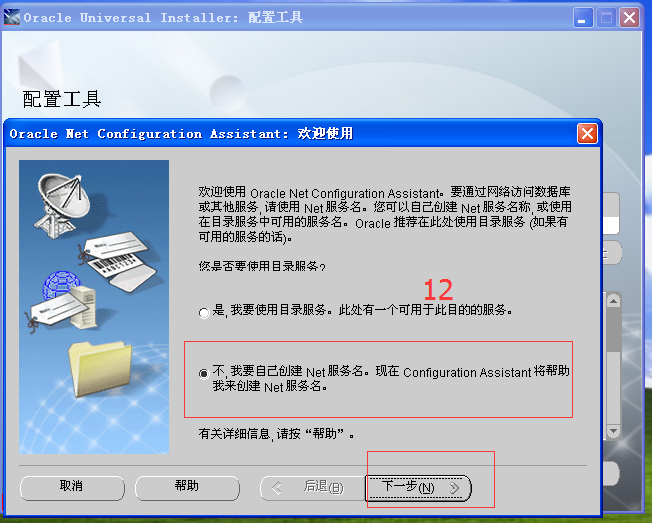 Oracle Universal Installer: 配置工具
配置工具
Oracle Net Configuration Assistant: 欢迎使用
欢迎使用 Oracle Net Configuration Assistant。要通过网络访问数据库
或其他服务, 请使用 Net 服务名。您可以自己创建 Net 服务名称, 或使用
在目录服务中可用的服务名。Oracle 推荐在此处使用目录服务 (如果有
可用的服务的话)。
您是否要使用目录服务?
12
是, 我要使用目录服务。此处有一个可用于此目的的服务。
不, 我要自己创建 Net 服务名。现在 Configuration Assistant 将帮助
我来创建 Net 服务名。
有关详细信息, 请按“帮助”。
取消
帮助
后退(B)
下一步(N)